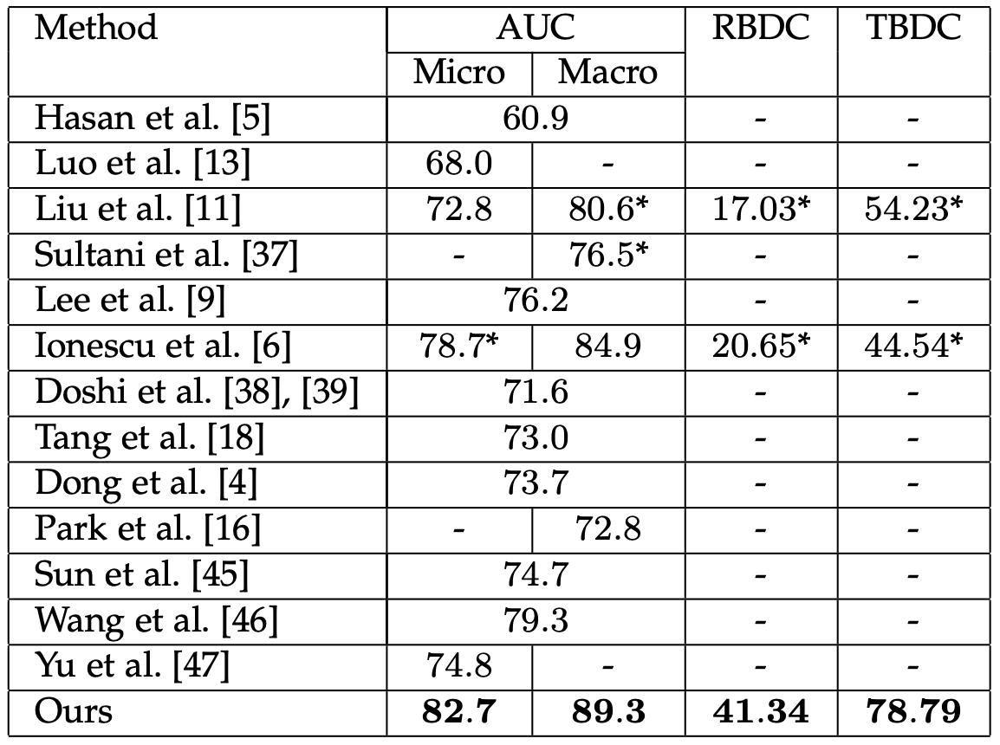 Method AUC RBDC TBDC
Micro Macro
Hasan et al. [5] 60.9 - -
Luo et al. [13] 68.0 - - -
Liu et al. [11] 72.8 80.6* 17.03* 54.23*
Sultani et al. [37] - 76.5* - -
Lee et al. [9] 76.2 - -
Ionescu et al. [6] 78.7* 84.9 20.65* 44.54*
Doshi et al. [38], [39] 71.6 - -
Tang et al. [18] 73.0 - -
Dong et al. [4] 73.7 - -
Park et al. [16] - 72.8 - -
Sun et al. [45] 74.7 - -
Wang et al. [46] 79.3 - -
Yu et al. [47] 74.8 - - -
Ours 82.7 89.3 41.34 78.79